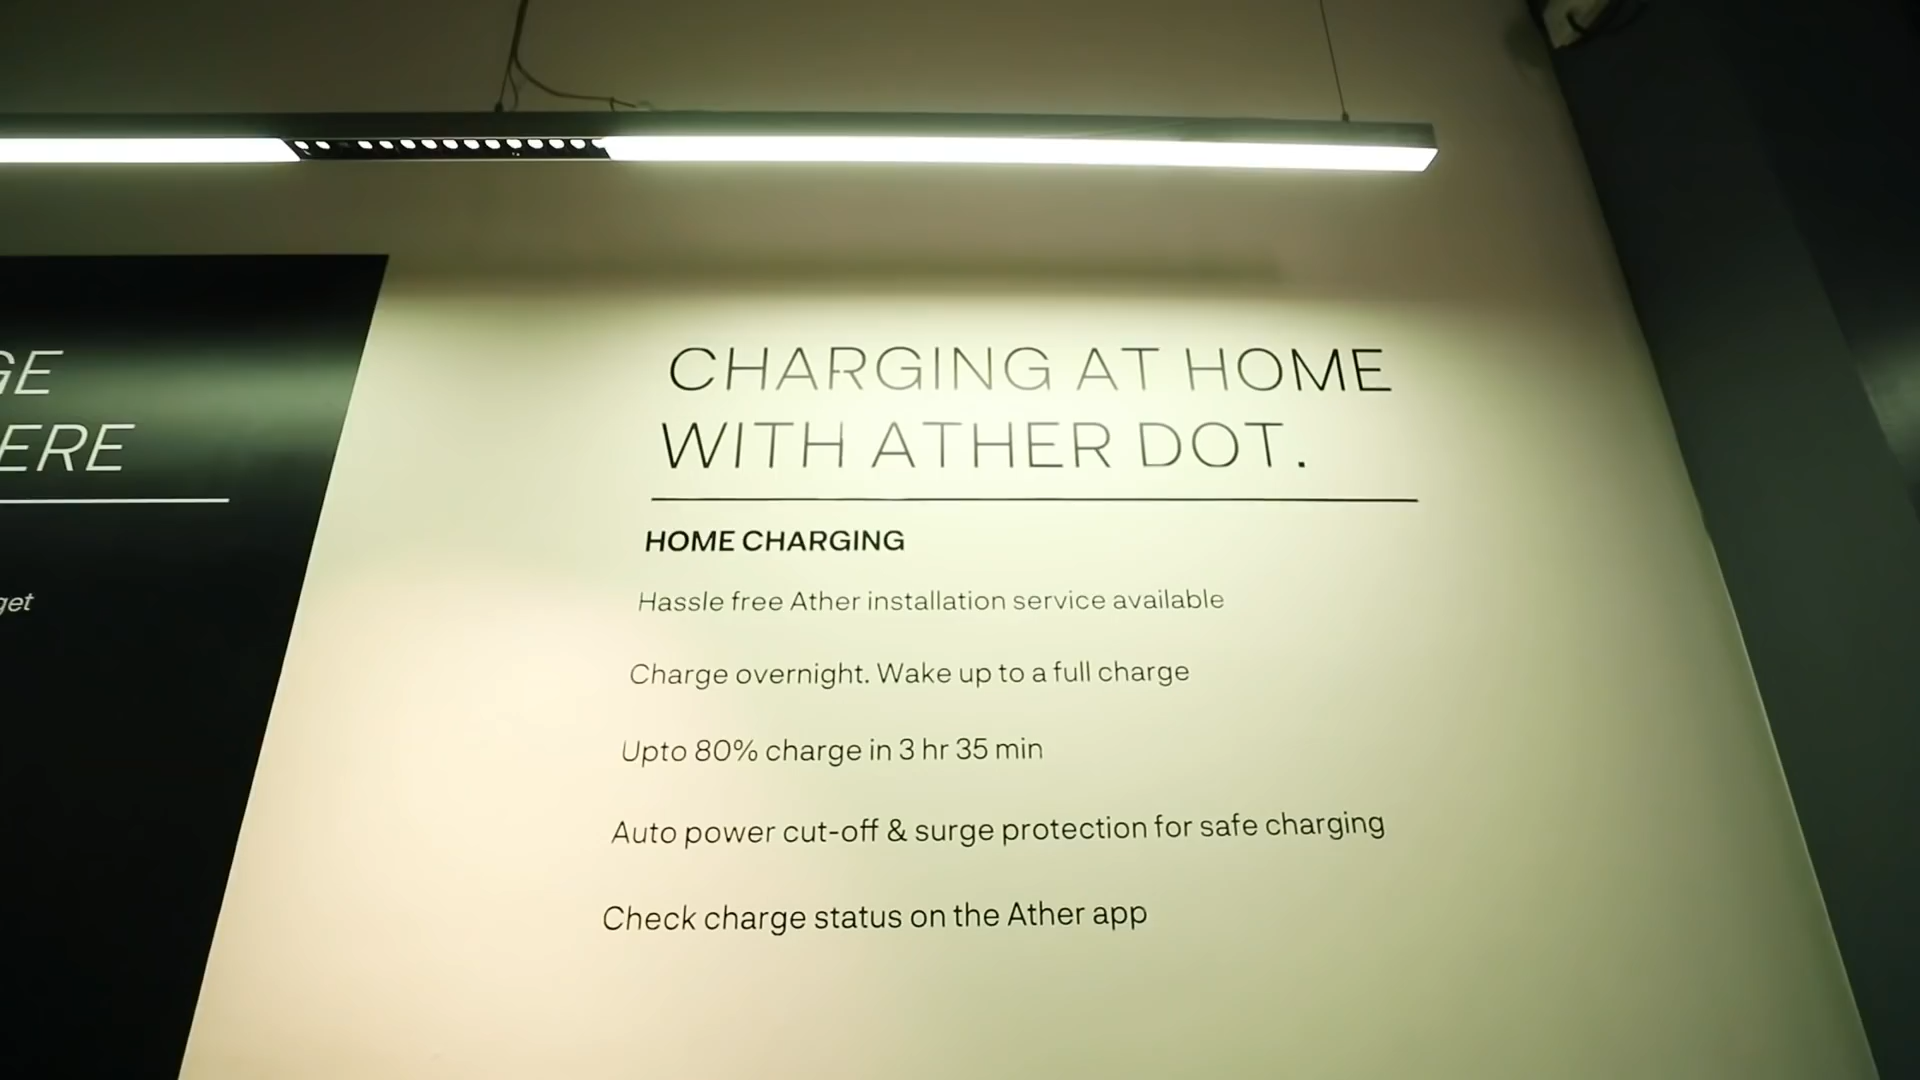 GE
ERE
get
CHARGING AT HOME
WITH ATHER DOT.
HOME CHARGING
Hassle free Ather installation service available
Charge overnight. Wake up to a full charge
Upto 80% charge in 3 hr 35 min
Auto power cut-off & surge protection for safe charging
Check charge status on the Ather app